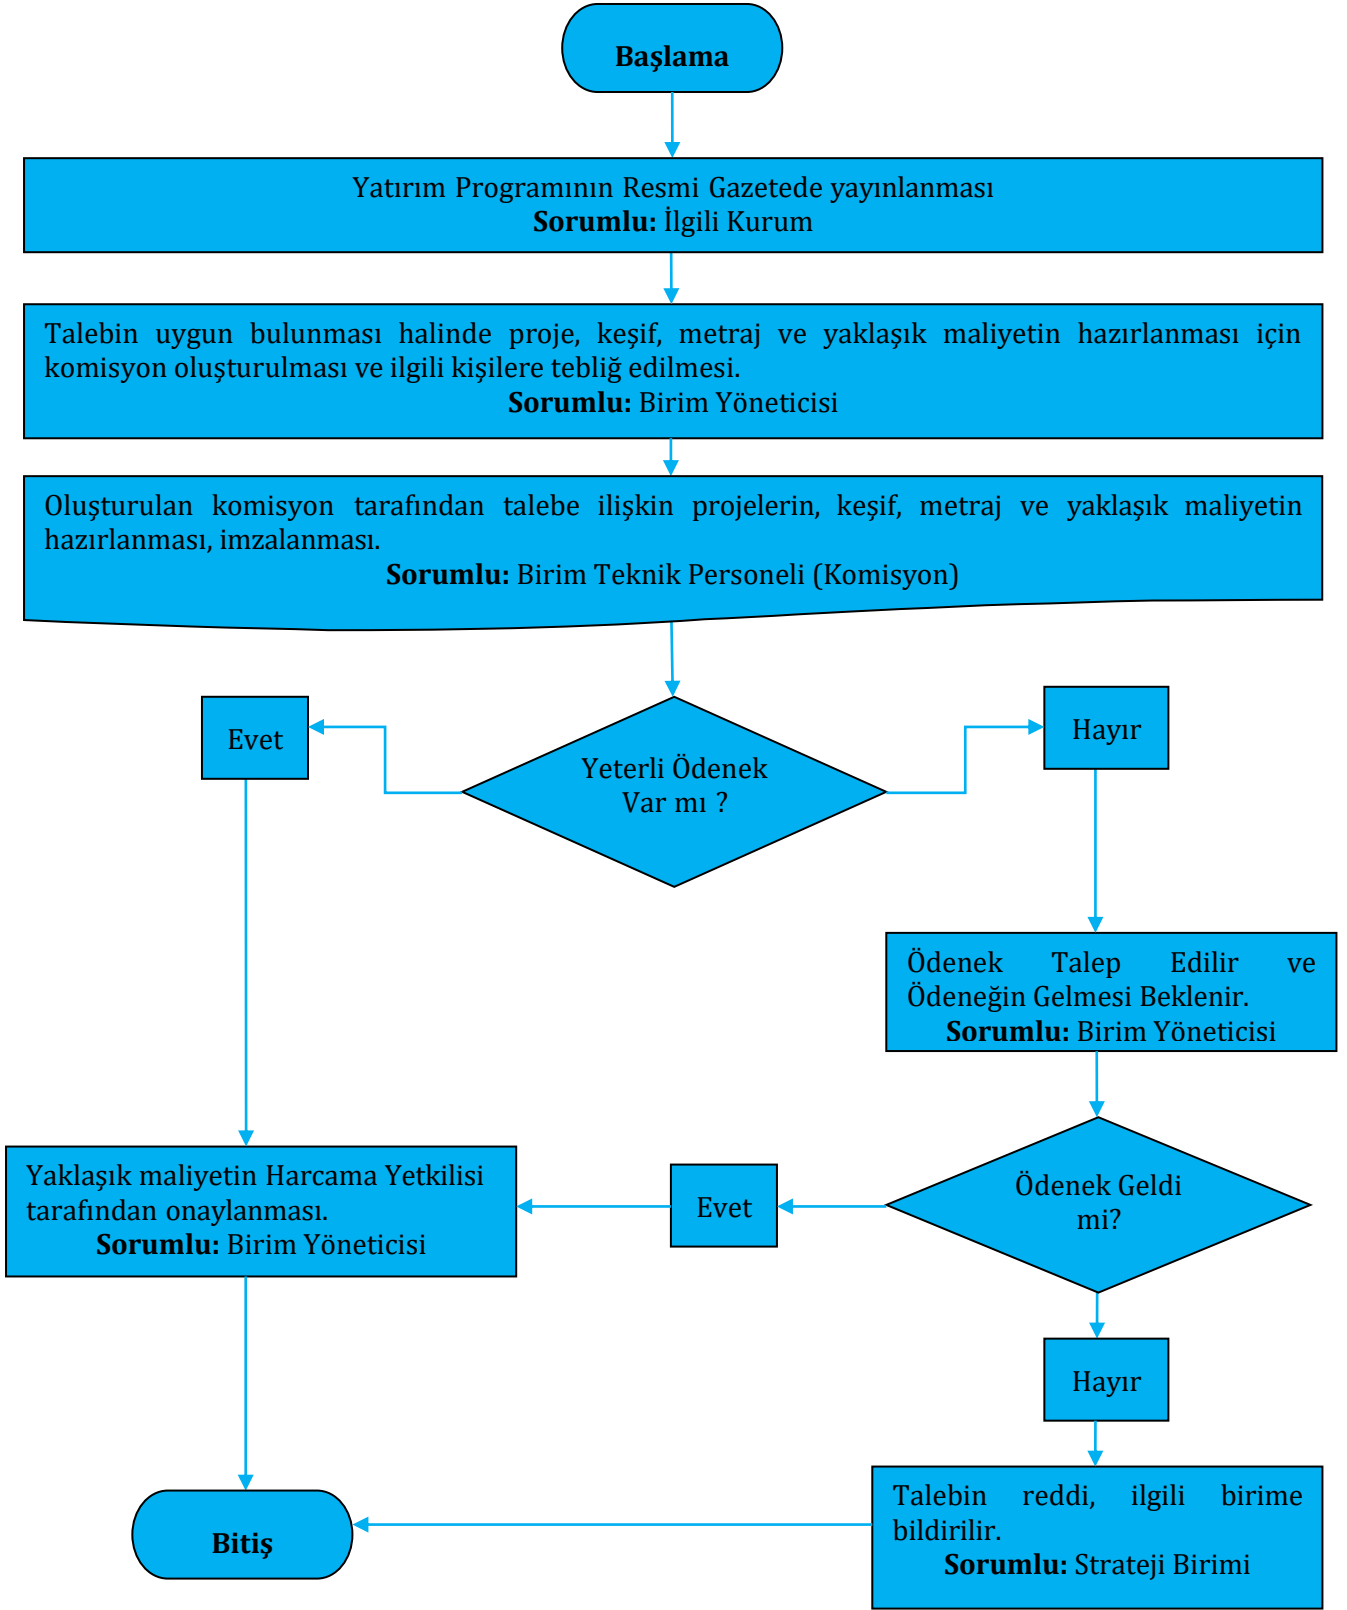 Başlama
Yatırım Programının Resmi Gazetede yayınlanması
Sorumlu: İlgili Kurum
Talebin uygun bulunması halinde proje, keşif, metraj ve yaklaşık maliyetin hazırlanması için
komisyon oluşturulması ve ilgili kişilere tebliğ edilmesi.
Sorumlu: Birim Yöneticisi
Oluşturulan komisyon tarafından talebe ilişkin projelerin, keşif, metraj ve yaklaşık maliyetin
hazırlanması, imzalanması.
Sorumlu: Birim Teknik Personeli (Komisyon)
Evet
Yeterli Ödenek
Var mı ?
Hayır
Ödenek Talep Edilir ve
Ödeneğin Gelmesi Beklenir.
Sorumlu: Birim Yöneticisi
Yaklaşık maliyetin Harcama Yetkilisi
tarafından onaylanması.
Sorumlu: Birim Yöneticisi
Evet
Ödenek Geldi
mi?
Hayır
Talebin reddi, ilgili birime
bildirilir.
Sorumlu: Strateji Birimi
Bitiş